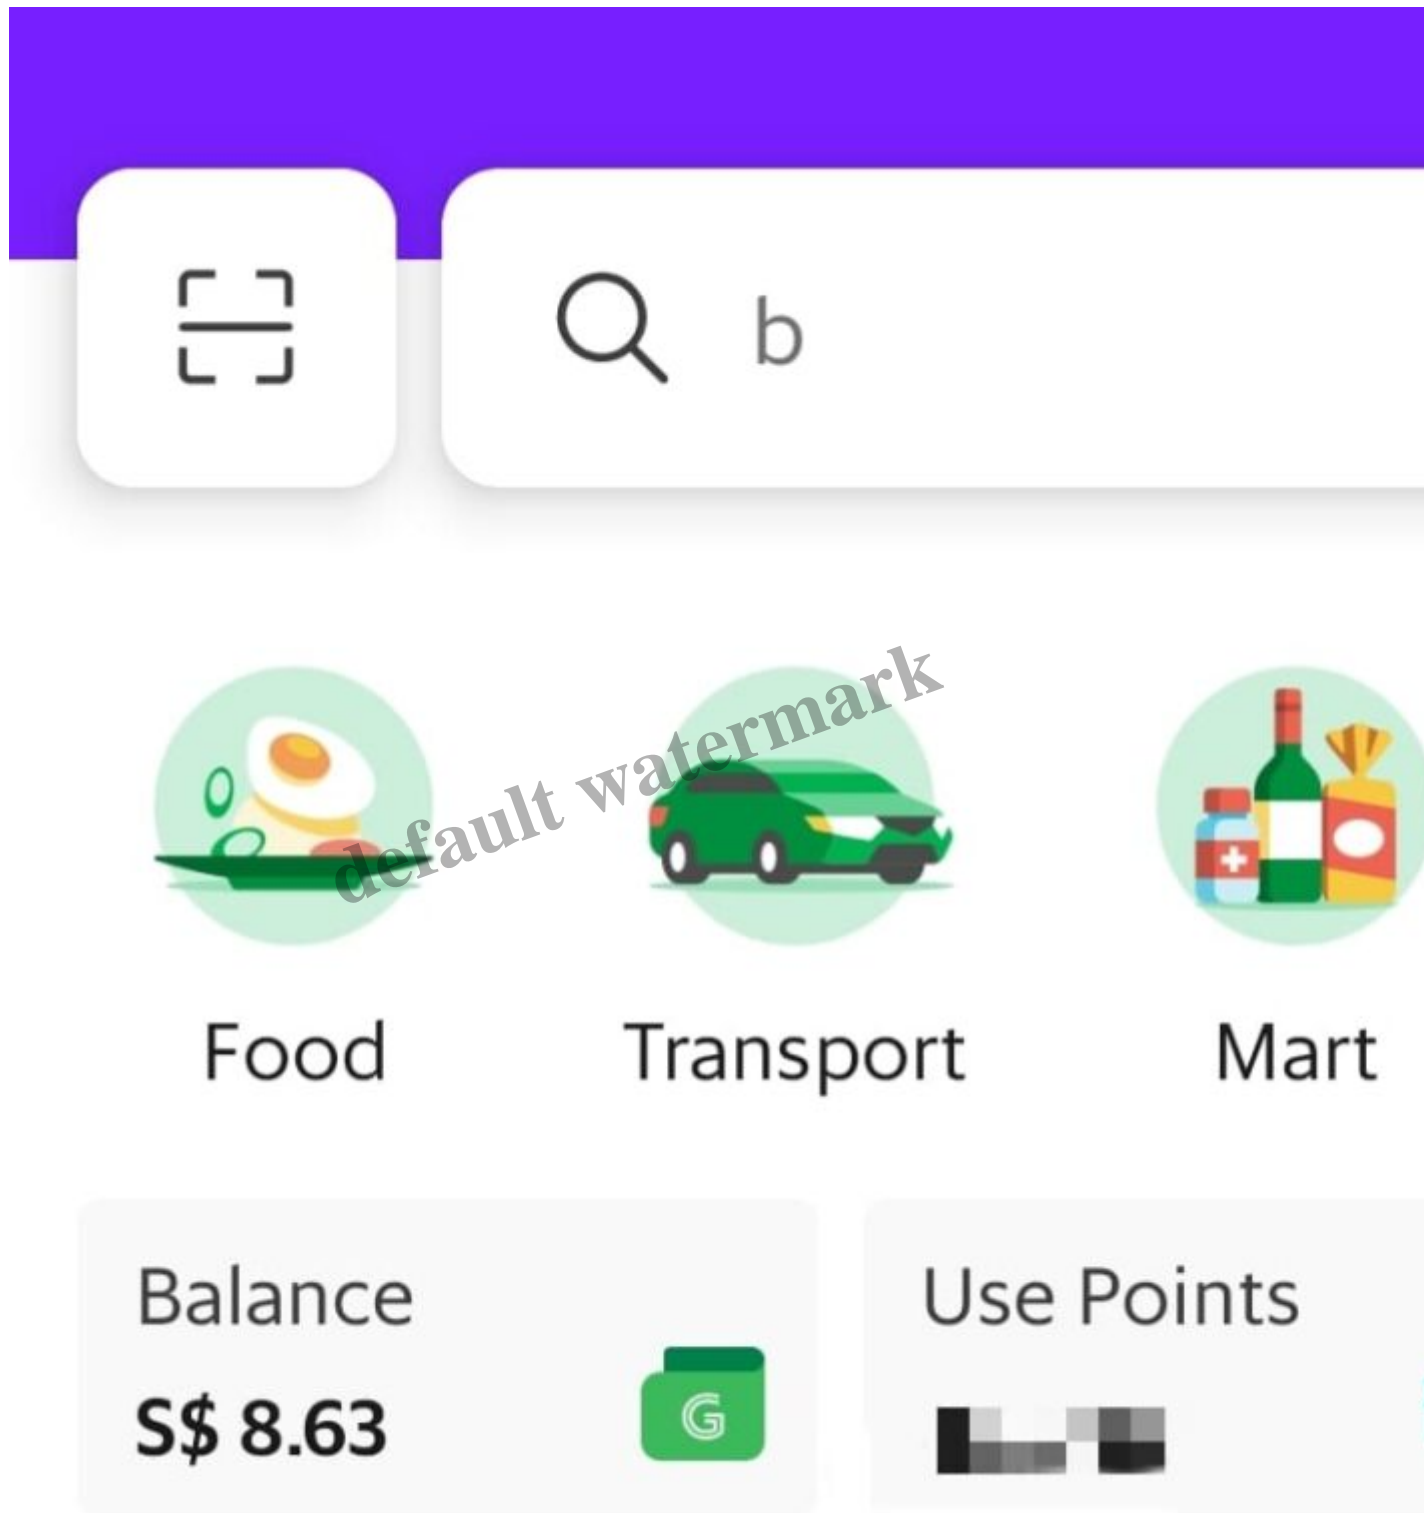 b
default watermark
Food
Transport
Mart
Balance
Use Points
S$ 8.63
G